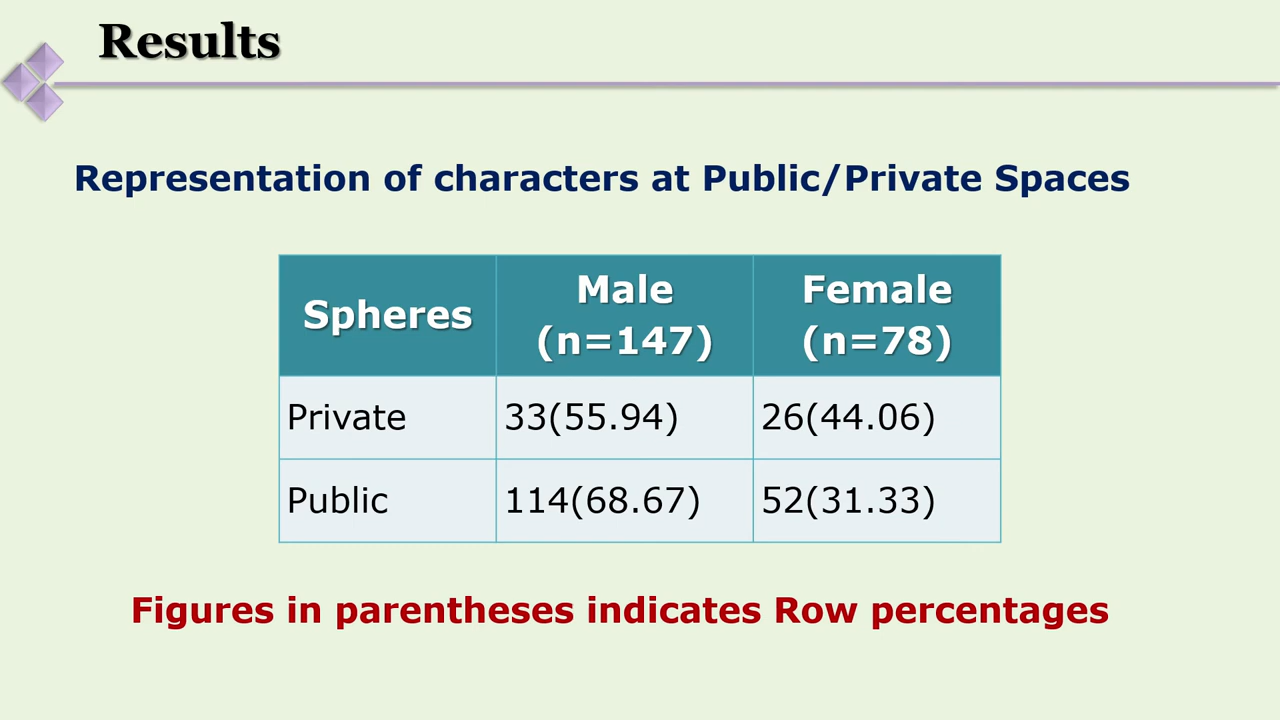 Results
Representation of characters at Public/Private Spaces
Spheres
Male
(n=147)
Female
(n=78)
Private
33(55.94)
26(44.06)
Public
114(68.67)
52(31.33)
Figures in parentheses indicates Row percentages